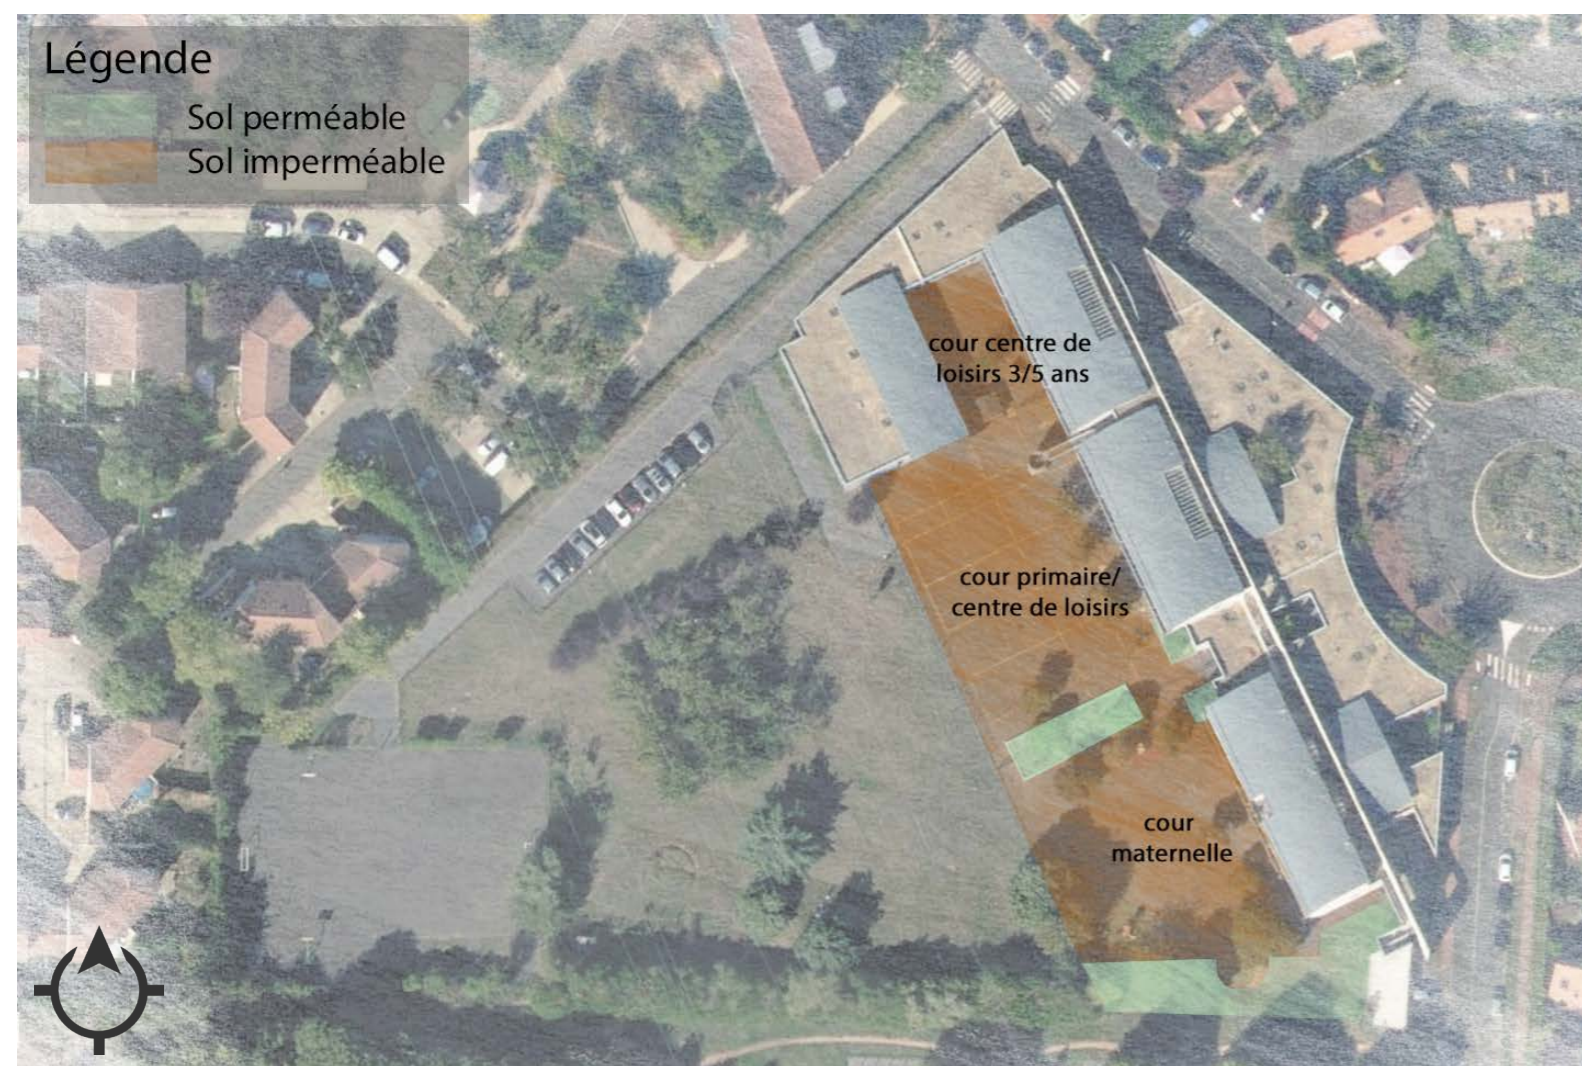 Légende
Sol perméable
Sol imperméable
cour centre de
loisirs 3/5 ans
cour primaire/
centre de loisirs
cour
maternelle